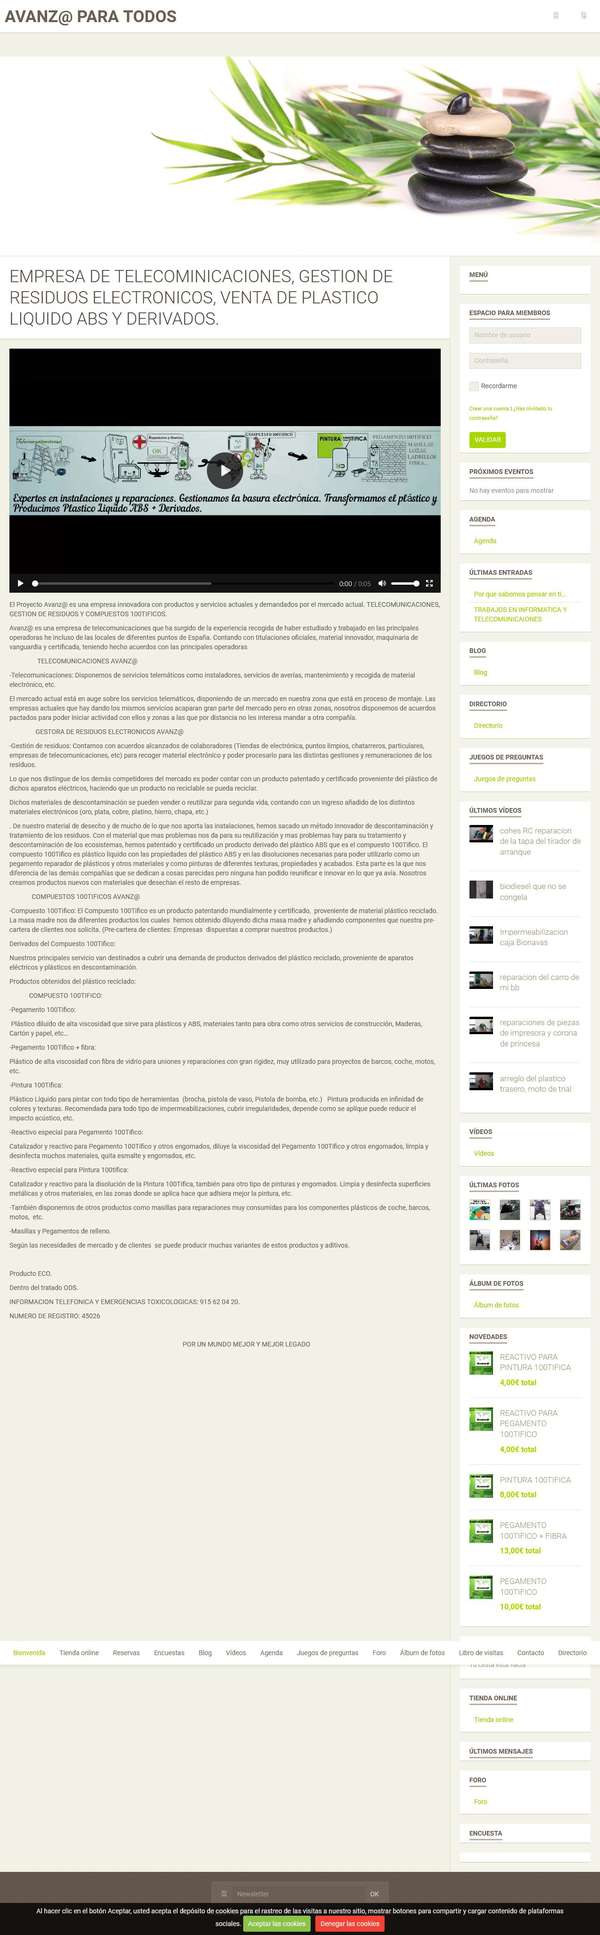 AVANZ@ PARA TODOS
EMPRESA DE TELECOMINICACIONES, GESTION DE
RESIDUOS ELECTRONICOS, VENTA DE PLASTICO
LIQUIDO ABS Y DERIVADOS.
OK
PINTURA
Expertos en instalaciones y reparaciones. Gestionamos la basura electrónica. Transformamos el plástico y
Producimos Plastico Liquido ABS + Derivados.
0:00 / 0:05
El Proyecto Avanz@ es una empresa innovadora con productos y servicios actuales y demandados por el mercado actual. TELECOMUNICACIONES,
GESTION DE RESIDUOS Y COMPUESTOS 100TIFICOS.
Avanz@ es una empresa de telecomunicaciones que ha surgido de la experiencia recogida de haber estudiado y trabajado en las principales
operadoras he incluso de las locales de diferentes puntos de España. Contando con titulaciones oficiales, material innovador, maquinaria de
vanguardia y certificada, teniendo hecho acuerdos con las principales operadoras
TELECOMUNICACIONES AVANZ@
-Telecomunicaciones: Disponemos de servicios telemáticos como instaladores, servicios de averías, mantenimiento y recogida de material
electrónico, etc.
El mercado actual está en auge sobre los servicios telemáticos, disponiendo de un mercado en nuestra zona que está en proceso de montaje. Las
empresas actuales que hay dando los mismos servicios acaparan gran parte del mercado pero en otras zonas, nosotros disponemos de acuerdos
pactados para poder iniciar actividad con ellos y zonas a las que por distancia no les interesa mandar a otra compañía.
GESTORA DE RESIDUOS ELECTRONICOS AVANZ@
-Gestión de residuos: Contamos con acuerdos alcanzados de colaboradores (Tiendas de electrónica, puntos limpios, chatarreros, particulares,
empresas de telecomunicaciones, etc) para recoger material electrónico y poder procesarlo para las distintas gestiones y remuneraciones de los
residuos.
Lo que nos distingue de los demás competidores del mercado es poder contar con un producto patentado y certificado proveniente del plástico de
dichos aparatos eléctricos, haciendo que un producto no reciclable se pueda reciclar.
Dichos materiales de descontaminación se pueden vender o reutilizar para segunda vida, contando con un ingreso añadido de los distintos
materiales electrónicos (oro, plata, cobre, platino, hierro, chapa, etc.)
. De nuestro material de desecho y de mucho de lo que nos aporta las instalaciones, hemos sacado un método innovador de descontaminación y
tratamiento de los residuos. Con el material que mas problemas nos da para su reutilización y mas problemas hay para su tratamiento y
descontaminación de los ecosistemas, hemos patentado y certificado un producto derivado del plástico ABS que es el compuesto 100Tífico. El
compuesto 100Tifico es plástico liquido con las propiedades del plástico ABS y en las disoluciones necesarias para poder utilizarlo como un
pegamento reparador de plásticos y otros materiales y como pinturas de diferentes texturas, propiedades y acabados. Esta parte es la que nos
diferencia de las demás compañías que se dedican a cosas parecidas pero ninguna han podido reunificar e innovar en lo que ya avía. Nosotros
creamos productos nuevos con materiales que desechan el resto de empresas.
COMPUESTOS 100TIFICOS AVANZ@
-Compuesto 100Tífico: El Compuesto 100Tífico es un producto patentando mundialmente y certificado, proveniente de material plástico reciclado.
La masa madre nos da diferentes productos los cuales hemos obtenido diluyendo dicha masa madre y añadiendo componentes que nuestra pre-
cartera de clientes nos solicita. (Pre-cartera de clientes: Empresas dispuestas a comprar nuestros productos.)
Derivados del Compuesto 100Tífico:
Nuestros principales servicio van destinados a cubrir una demanda de productos derivados del plástico reciclado, proveniente de aparatos
eléctricos y plásticos en descontaminación.
Productos obtenidos del plástico reciclado:
COMPUESTO 100TIFICO:
-Pegamento 100Tífico:
Plástico diluido de alta viscosidad que sirve para plásticos y ABS, materiales tanto para obra como otros servicios de construcción, Maderas,
Cartón y papel, etc...
-Pegamento 100Tífico + fibra:
Plástico de alta viscosidad con fibra de vidrio para uniones y reparaciones con gran rigidez, muy utilizado para proyectos de barcos, coche, motos,
etc.
-Pintura 100Tífica:
Plástico Líquido para pintar con todo tipo de herramientas (brocha, pistola de vaso, Pistola de bomba, etc.) Pintura producida en infinidad de
colores y texturas. Recomendada para todo tipo de impermeabilizaciones, cubrir irregularidades, depende como se aplique puede reducir el
impacto acústico, etc.
-Reactivo especial para Pegamento 100Tífico:
Catalizador y reactivo para Pegamento 100Tífico y otros engomados, diluye la viscosidad del Pegamento 100Tífico y otros engomados, limpia y
desinfecta muchos materiales, quita esmalte y engomados, etc.
-Reactivo especial para Pintura 100tifica:
Catalizador y reactivo para la disolución de la Pintura 100Tífica, también para otro tipo de pinturas y engomados. Limpia y desinfecta superficies
metálicas y otros materiales, en las zonas donde se aplica hace que adhiera mejor la pintura, etc.
-También disponemos de otros productos como masillas para reparaciones muy consumidas para los componentes plásticos de coche, barcos,
motos, etc.
-Masillas y Pegamentos de relleno.
Según las necesidades de mercado y de clientes se puede producir muchas variantes de estos productos y aditivos.
Producto ECO.
Dentro del tratado ODS.
INFORMACION TELEFONICA Y EMERGENCIAS TOXICOLOGICAS: 915 62 04 20.
NUMERO DE REGISTRO: 45026
POR UN MUNDO MEJOR Y MEJOR LEGADO
MENÚ
ESPACIO PARA MIEMBROS
Nombre de usuario
Contraseña
Recordarme
Crear una cuenta | ¿Has olvidado tu
contraseña?
VALIDAR
PRÓXIMOS EVENTOS
No hay eventos para mostrar
AGENDA
Agenda
ÚLTIMAS ENTRADAS
Por que sabemos pensar en ti...
TRABAJOS EN INFORMATICA Y
TELECOMUNICAIONES
BLOG
Blog
DIRECTORIO
Directorio
JUEGOS DE PREGUNTAS
Juegos de preguntas
ÚLTIMOS VÍDEOS
cohes RC reparacion
de la tapa del tirador de
arranque
biodiesel que no se
congela
Impermeabilizacion
caja Bionavas
reparacion del carro de
mi bb
reparaciones de piezas
de impresora y corona
de princesa
arreglo del plastico
trasero, moto de trial
VÍDEOS
Vídeos
ÚLTIMAS FOTOS
ÁLBUM DE FOTOS
Álbum de fotos
NOVEDADES
REACTIVO PARA
PINTURA 100TIFICA
4,00€ total
REACTIVO PARA
PEGAMENTO
100TIFICO
4,00€ total
PINTURA 100TIFICA
8,00€ total
PEGAMENTO
100TIFICO + FIBRA
13,00€ total
PEGAMENTO
100TIFICO
10,00€ total
Bienvenida Tienda online Reservas Encuestas Blog Vídeos Agenda Juegos de preguntas Foro Álbum de fotos Libro de visitas Contacto Directorio
TIENDA ONLINE
Tienda online
ÚLTIMOS MENSAJES
FORO
Foro
ENCUESTA
Newsletter OK
Al hacer clic en el botón Aceptar, usted acepta el depósito de cookies para el rastreo de las visitas a nuestro sitio, mostrar botones para compartir y cargar contenido de plataformas
sociales. Aceptar las cookies Denegar las cookies